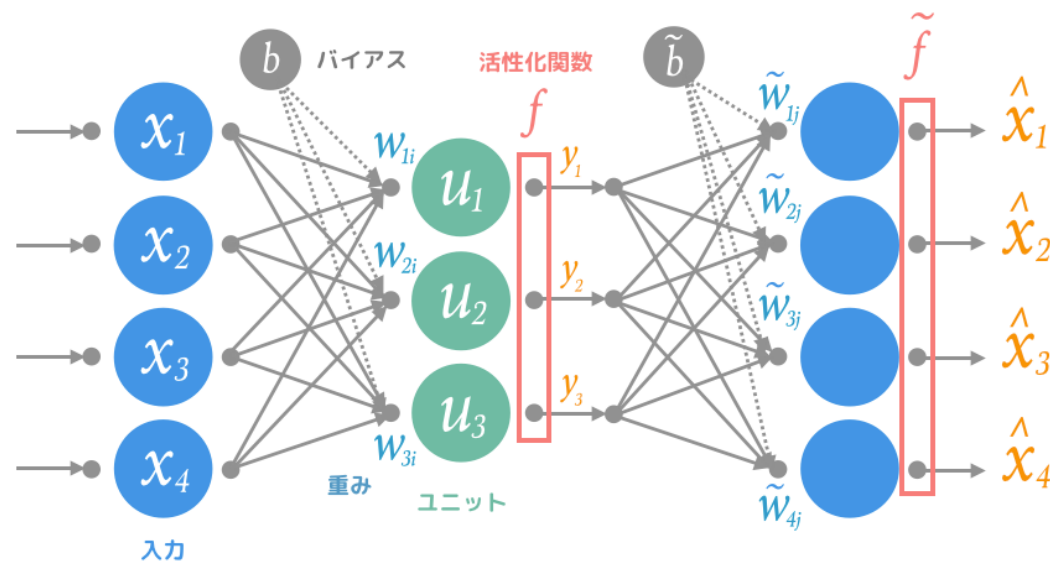 b
バイアス
活性化関数
f
b̃
f̃
x₁
x₂
x₃
x₄
入力
w₁ᵢ
w₂ᵢ
w₃ᵢ
重み
u₁
u₂
u₃
ユニット
y₁
y₂
y₃
w̃₁ⱼ
w̃₂ⱼ
w̃₃ⱼ
w̃₄ⱼ
x̂₁
x̂₂
x̂₃
x̂₄